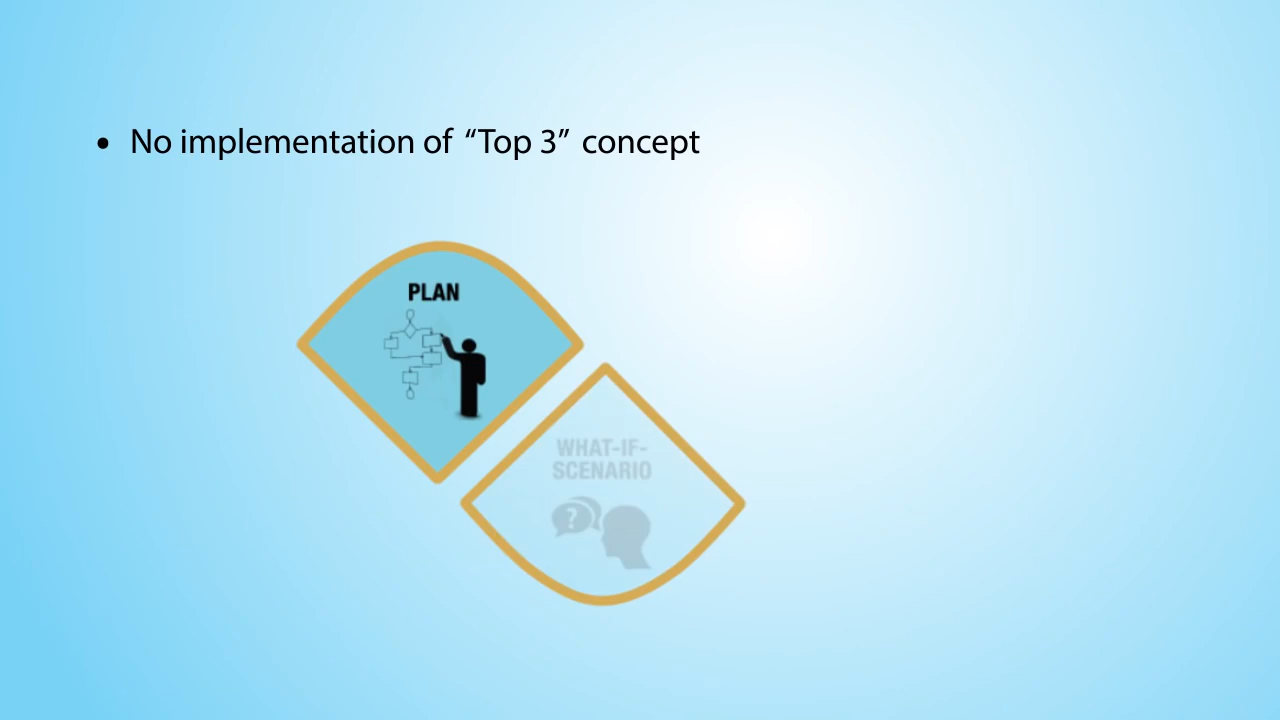 • No implementation of “Top 3” concept
PLAN
WHAT-IF-
SCENARIO
?